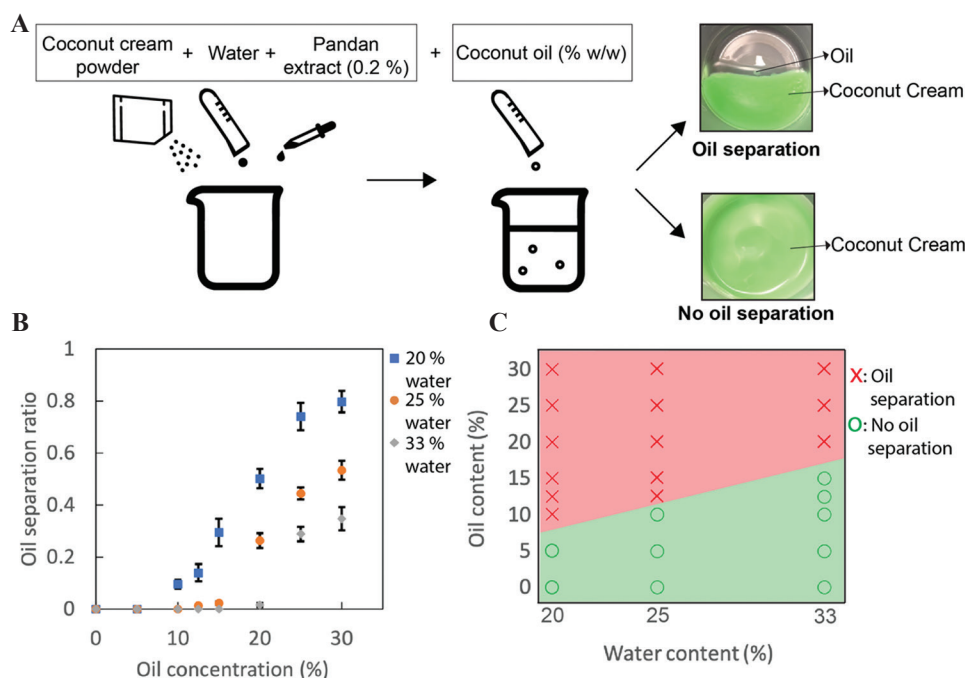 A
Coconut cream
powder
+
Water
+
Pandan
extract (0.2 %)
+
Coconut oil (% w/w)
Oil
Coconut Cream
Oil separation
Coconut Cream
No oil separation
B
1
0.8
0.6
0.4
0.2
0
0
10
20
30
Oil separation ratio
Oil concentration (%)
20 %
water
25 %
water
33 %
water
C
30
25
20
15
10
5
0
20
25
33
Oil content (%)
Water content (%)
X: Oil
separation
O: No oil
separation